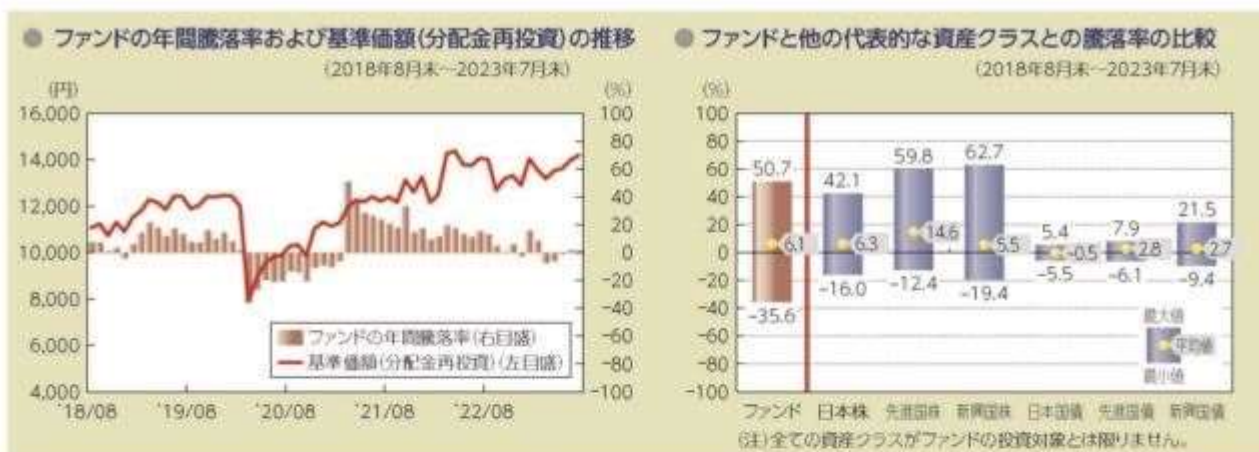 ● ファンドの年間騰落率および基準価額(分配金再投資)の推移
(2018年8月末~2023年7月末)
(円)
(%)
16,000
14,000
12,000
10,000
8,000
6,000
4,000
100
80
60
40
20
0
-20
-40
-60
-80
-100
ファンドの年間騰落率(右目盛)
基準価額(分配金再投資)(左目盛)
'18/08 '19/08 '20/08 '21/08 '22/08
● ファンドと他の代表的な資産クラスとの騰落率の比較
(2018年8月末~2023年7月末)
(%)
100
80
60
40
20
0
-20
-40
-60
-80
-100
50.7 42.1 59.8 62.7 5.4 7.9 21.5
6.1 6.3 14.6 5.5 -0.5 2.8 2.7
-35.6 -16.0 -12.4 -19.4 -5.5 -6.1 -9.4
最大値
平均値
最小値
ファンド 日本株 先進国株 新興国株 日本国債 先進国債 新興国債
(注)全ての資産クラスがファンドの投資対象とは限りません。